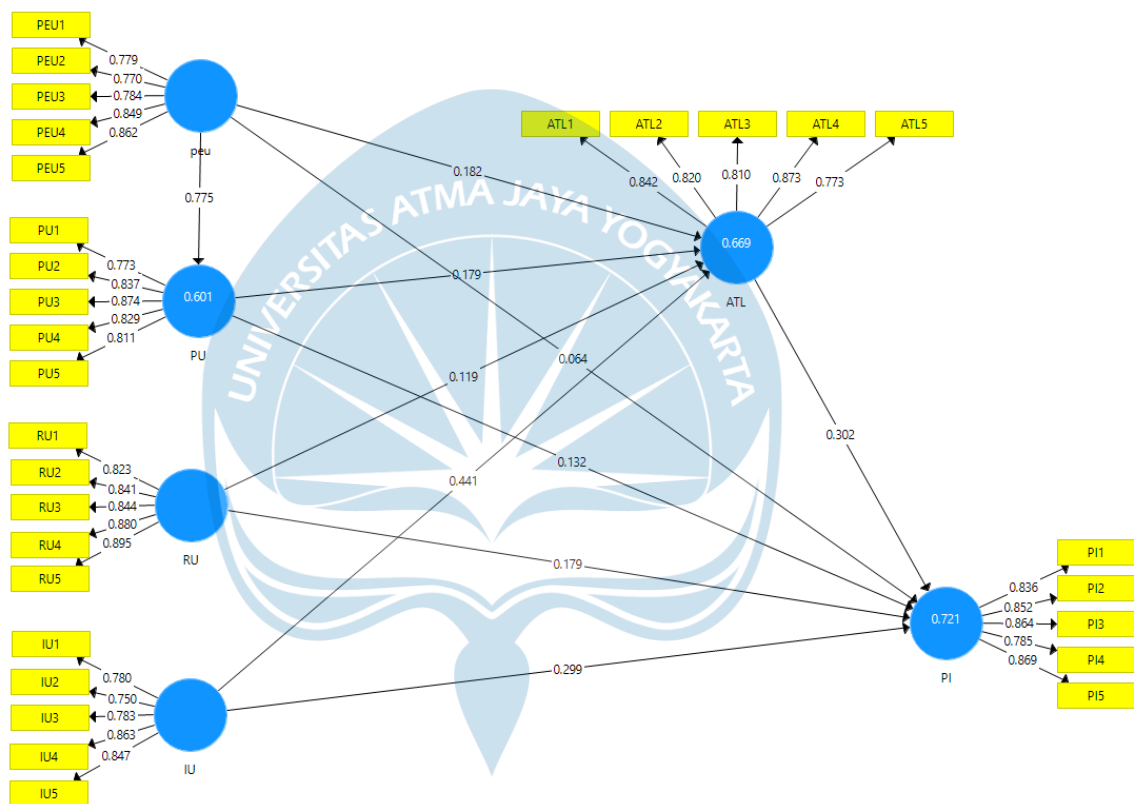 PEU1
PEU2
PEU3
PEU4
PEU5
0.779
0.770
0.784
0.849
0.862
peu
0.775
PU1
PU2
PU3
PU4
PU5
0.773
0.837
0.874
0.829
0.811
0.601
PU
RU1
RU2
RU3
RU4
RU5
0.823
0.841
0.844
0.880
0.895
RU
IU1
IU2
IU3
IU4
IU5
0.780
0.750
0.783
0.863
0.847
IU
UNIVERSITAS ATMA JAYA YOGYAKARTA
0.182
0.179
0.119
0.441
0.064
0.132
0.179
0.299
0.302
ATL1
ATL2
ATL3
ATL4
ATL5
0.842
0.820
0.810
0.873
0.773
0.669
ATL
0.721
PI
0.836
0.852
0.864
0.785
0.869
PI1
PI2
PI3
PI4
PI5